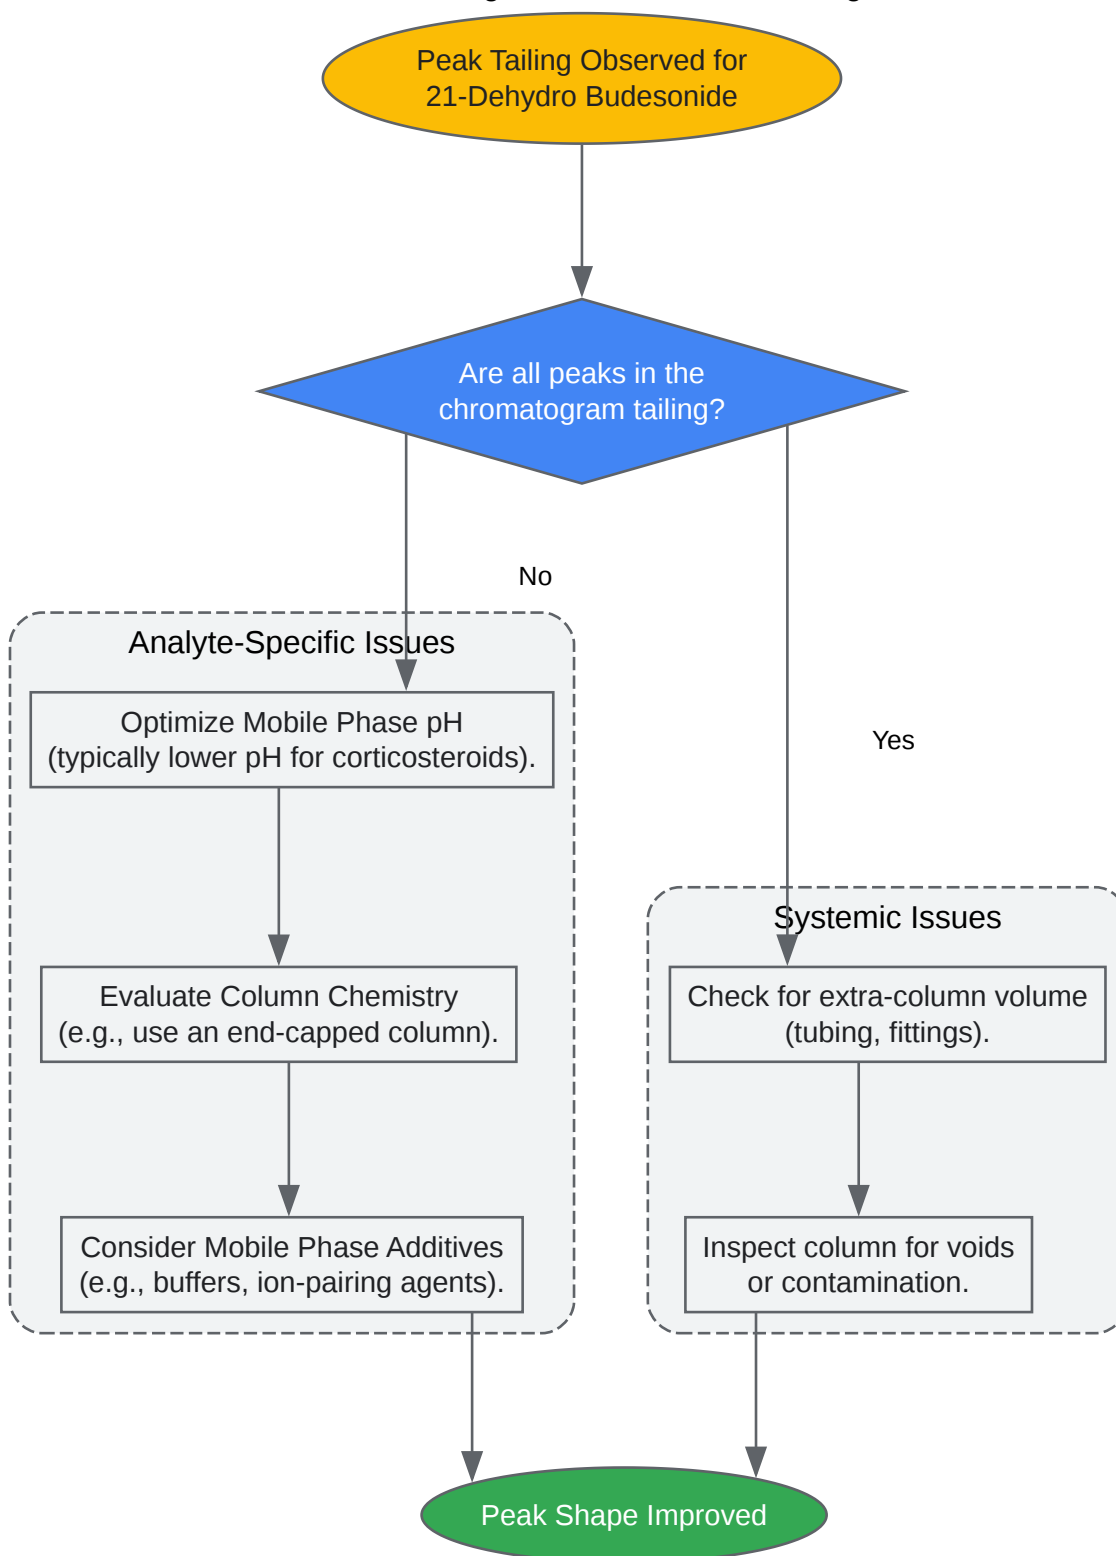 Peak Tailing Observed for
21-Dehydro Budesonide
Are all peaks in the
chromatogram tailing?
No
Yes
Analyte-Specific Issues
Optimize Mobile Phase pH
(typically lower pH for corticosteroids).
Evaluate Column Chemistry
(e.g., use an end-capped column).
Consider Mobile Phase Additives
(e.g., buffers, ion-pairing agents).
Systemic Issues
Check for extra-column volume
(tubing, fittings).
Inspect column for voids
or contamination.
Peak Shape Improved